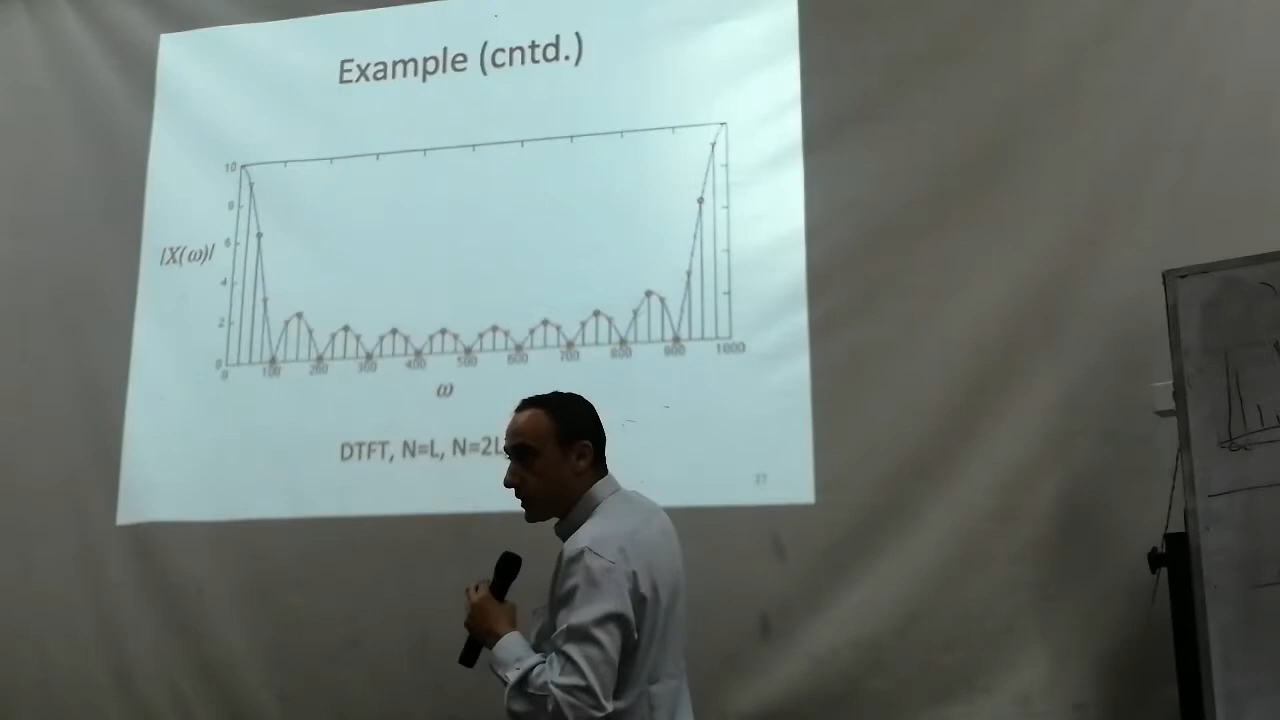 Example (cntd.)
10
8
6
|X(ω)|
4
2
0
0 100 200 300 400 500 600 700 800 900 1000
ω
DTFT, N=L, N=2L
27